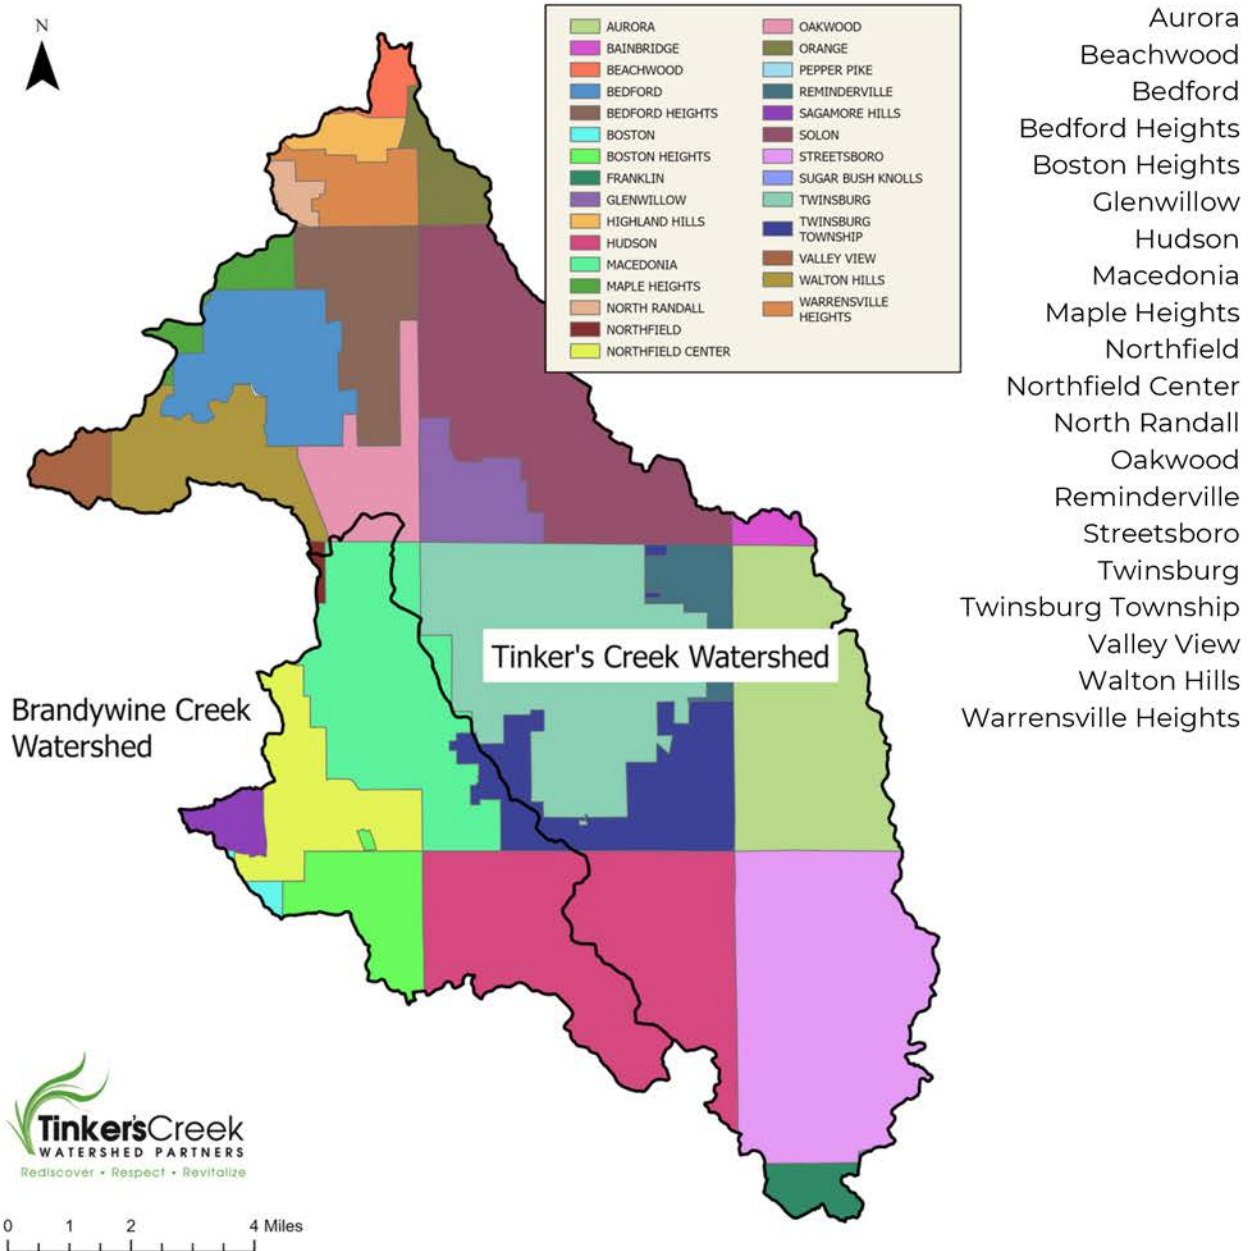 N
AURORA
BAINBRIDGE
BEACHWOOD
BEDFORD
BEDFORD HEIGHTS
BOSTON
BOSTON HEIGHTS
FRANKLIN
GLENWILLOW
HIGHLAND HILLS
HUDSON
MACEDONIA
MAPLE HEIGHTS
NORTH RANDALL
NORTHFIELD
NORTHFIELD CENTER
OAKWOOD
ORANGE
PEPPER PIKE
REMINDERVILLE
SAGAMORE HILLS
SOLON
STREETSBORO
SUGAR BUSH KNOLLS
TWINSBURG
TWINSBURG
TOWNSHIP
VALLEY VIEW
WALTON HILLS
WARRENSVILLE
HEIGHTS
Aurora
Beachwood
Bedford
Bedford Heights
Boston Heights
Glenwillow
Hudson
Macedonia
Maple Heights
Northfield
Northfield Center
North Randall
Oakwood
Reminderville
Streetsboro
Twinsburg
Twinsburg Township
Valley View
Walton Hills
Warrensville Heights
Tinker's Creek Watershed
Brandywine Creek
Watershed
Tinker's Creek
WATERSHED PARTNERS
Rediscover • Respect • Revitalize
0 1 2 4 Miles